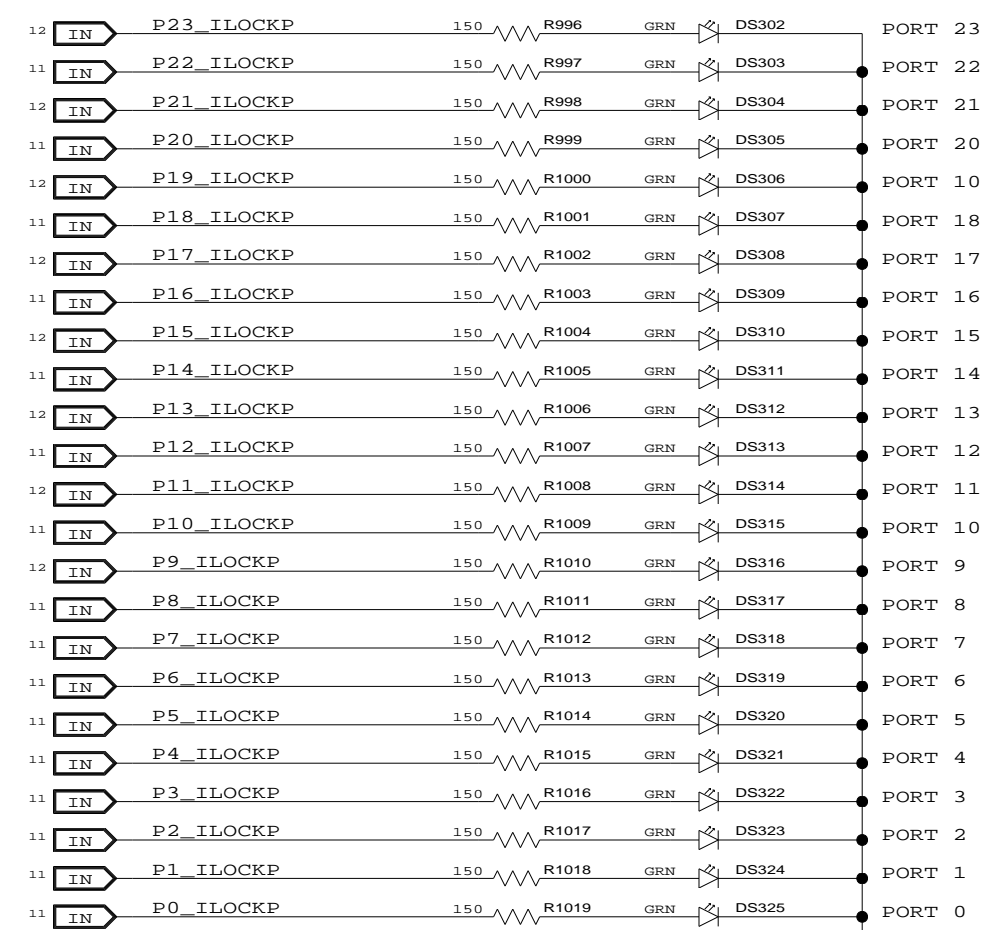 12 IN P23_ILOCKP 150 R996 GRN DS302 PORT 23
11 IN P22_ILOCKP 150 R997 GRN DS303 PORT 22
12 IN P21_ILOCKP 150 R998 GRN DS304 PORT 21
11 IN P20_ILOCKP 150 R999 GRN DS305 PORT 20
12 IN P19_ILOCKP 150 R1000 GRN DS306 PORT 10
11 IN P18_ILOCKP 150 R1001 GRN DS307 PORT 18
12 IN P17_ILOCKP 150 R1002 GRN DS308 PORT 17
11 IN P16_ILOCKP 150 R1003 GRN DS309 PORT 16
12 IN P15_ILOCKP 150 R1004 GRN DS310 PORT 15
11 IN P14_ILOCKP 150 R1005 GRN DS311 PORT 14
12 IN P13_ILOCKP 150 R1006 GRN DS312 PORT 13
11 IN P12_ILOCKP 150 R1007 GRN DS313 PORT 12
12 IN P11_ILOCKP 150 R1008 GRN DS314 PORT 11
11 IN P10_ILOCKP 150 R1009 GRN DS315 PORT 10
12 IN P9_ILOCKP 150 R1010 GRN DS316 PORT 9
11 IN P8_ILOCKP 150 R1011 GRN DS317 PORT 8
11 IN P7_ILOCKP 150 R1012 GRN DS318 PORT 7
11 IN P6_ILOCKP 150 R1013 GRN DS319 PORT 6
11 IN P5_ILOCKP 150 R1014 GRN DS320 PORT 5
11 IN P4_ILOCKP 150 R1015 GRN DS321 PORT 4
11 IN P3_ILOCKP 150 R1016 GRN DS322 PORT 3
11 IN P2_ILOCKP 150 R1017 GRN DS323 PORT 2
11 IN P1_ILOCKP 150 R1018 GRN DS324 PORT 1
11 IN P0_ILOCKP 150 R1019 GRN DS325 PORT 0